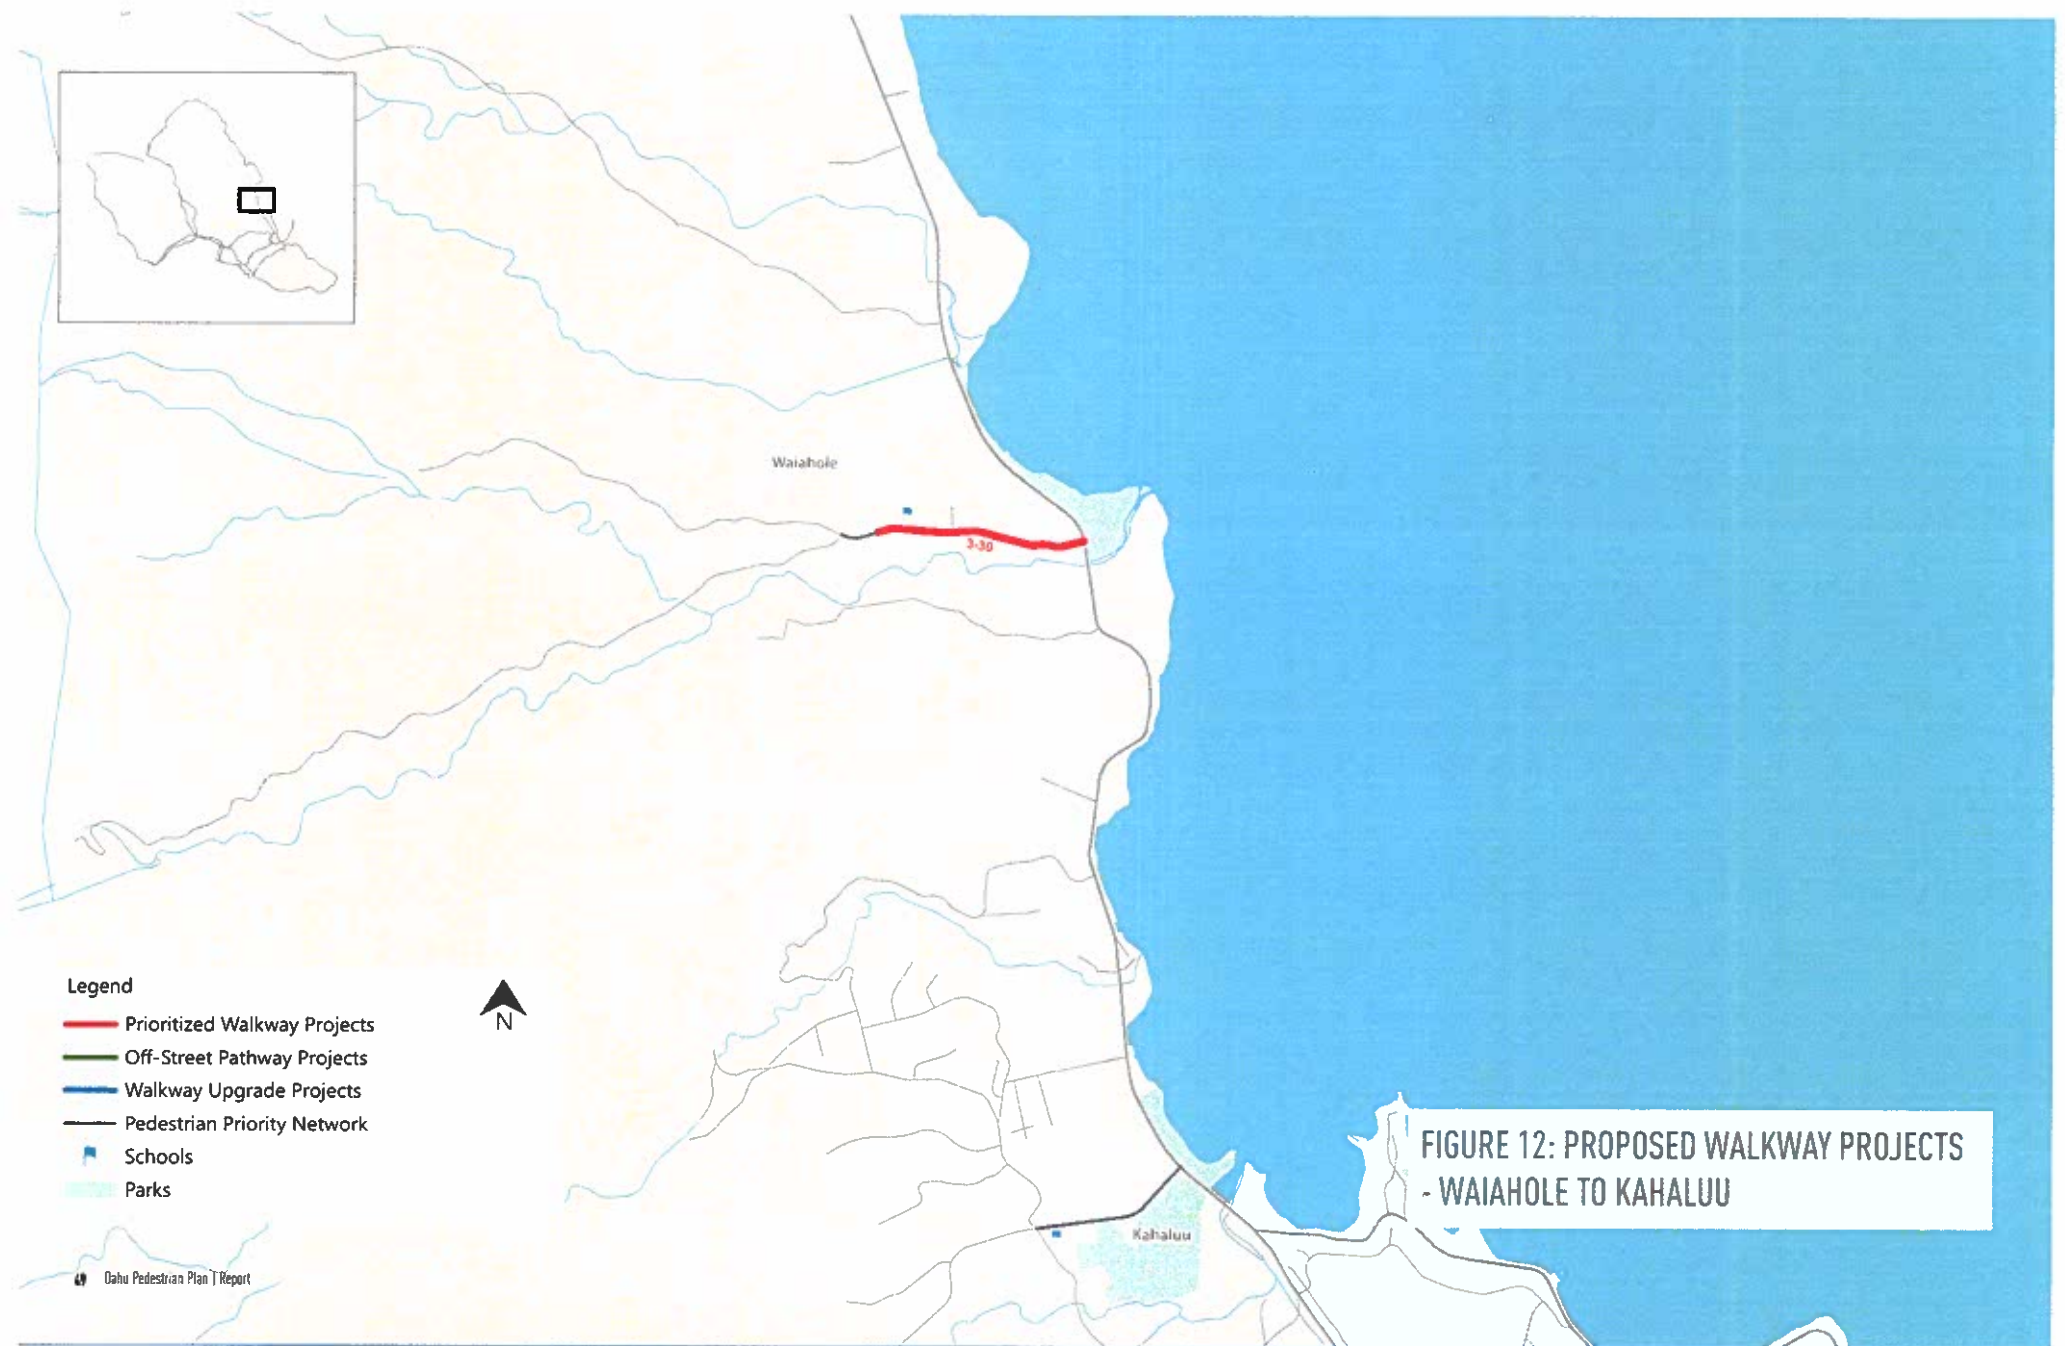 Waiahole
3-30
Legend
Prioritized Walkway Projects
Off-Street Pathway Projects
Walkway Upgrade Projects
Pedestrian Priority Network
Schools
Parks
N
FIGURE 12: PROPOSED WALKWAY PROJECTS
- WAIAHOLE TO KAHALUU
Kahaluu
Oahu Pedestrian Plan | Report